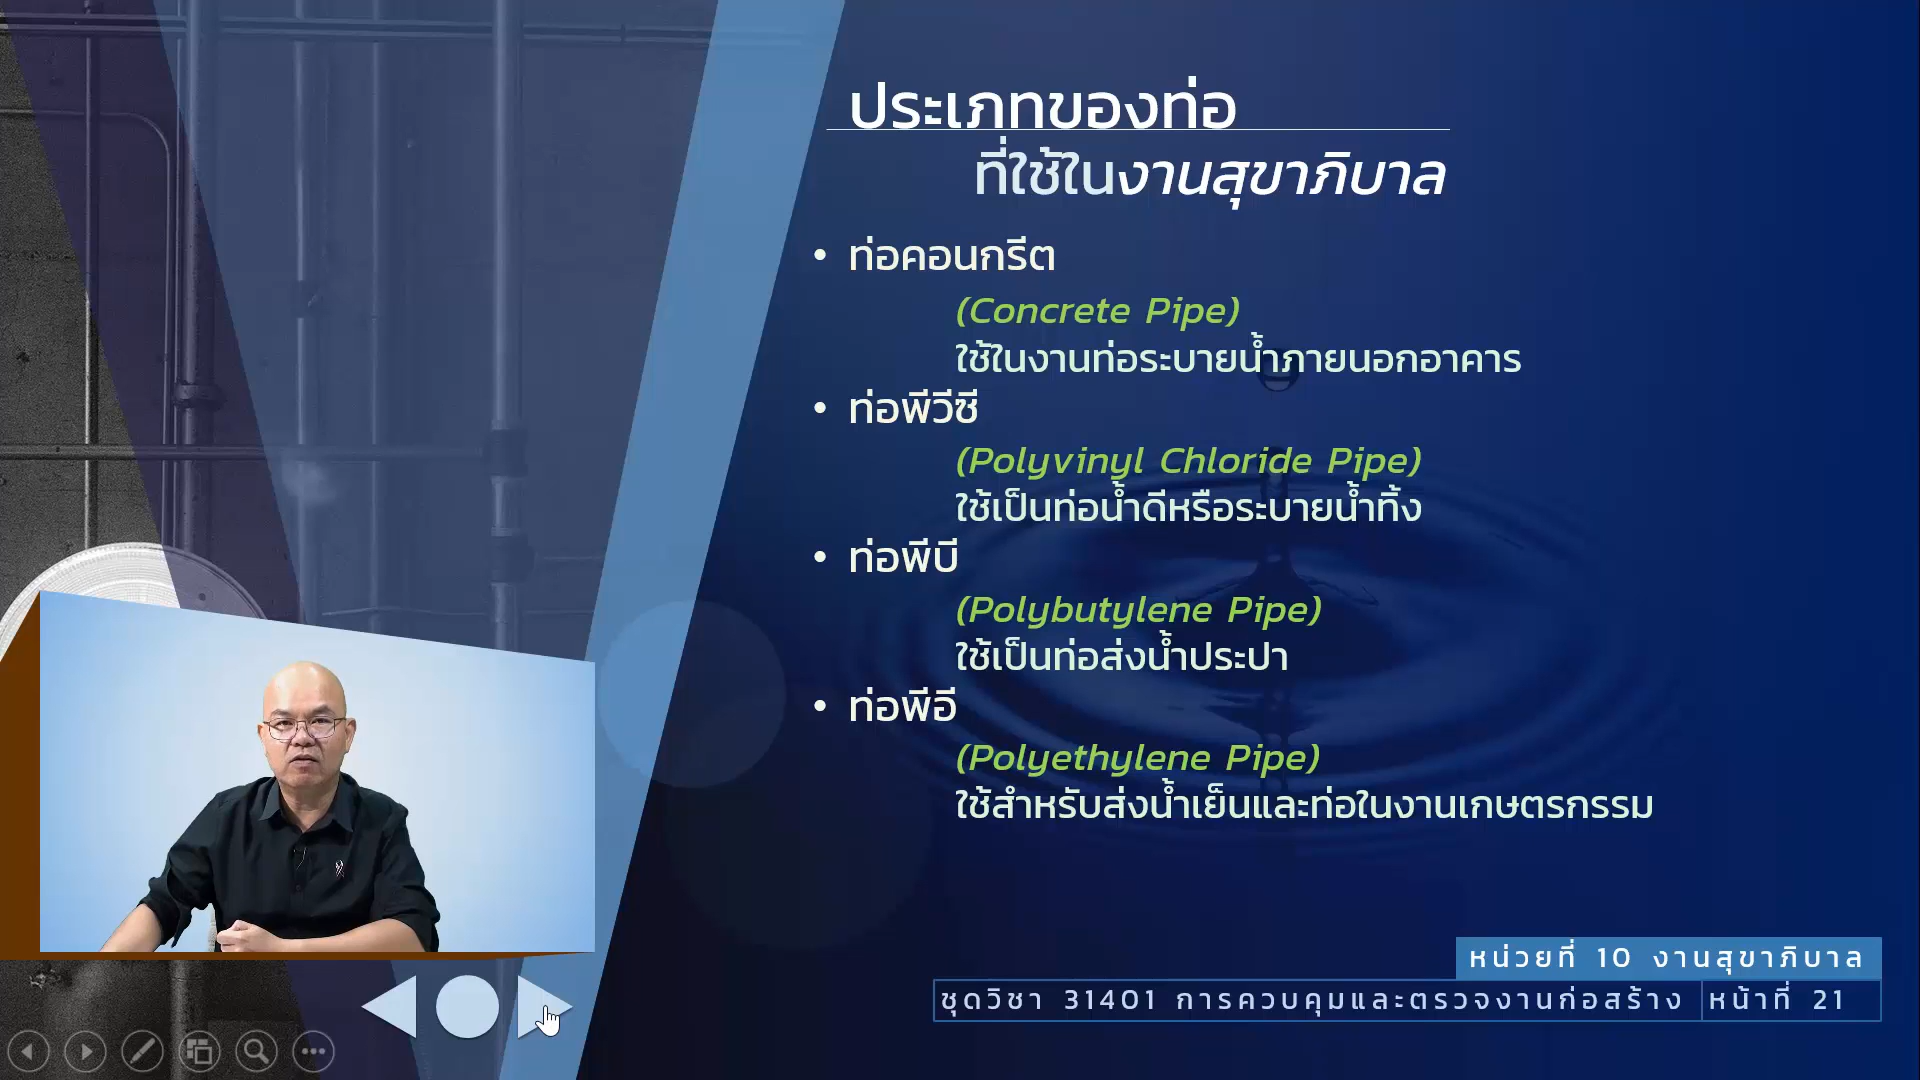 ประเภทของท่อ
ที่ใช้ในงานสุขาภิบาล
• ท่อคอนกรีต
(Concrete Pipe)
ใช้ในงานท่อระบายน้ำภายนอกอาคาร
• ท่อพีวีซี
(Polyvinyl Chloride Pipe)
ใช้เป็นท่อน้ำดีหรือระบายน้ำทิ้ง
• ท่อพีบี
(Polybutylene Pipe)
ใช้เป็นท่อส่งน้ำประปา
• ท่อพีอี
(Polyethylene Pipe)
ใช้สำหรับส่งน้ำเย็นและท่อในงานเกษตรกรรม
หน่วยที่ 10 งานสุขาภิบาล
ชุดวิชา 31401 การควบคุมและตรวจงานก่อสร้าง หน้าที่ 21